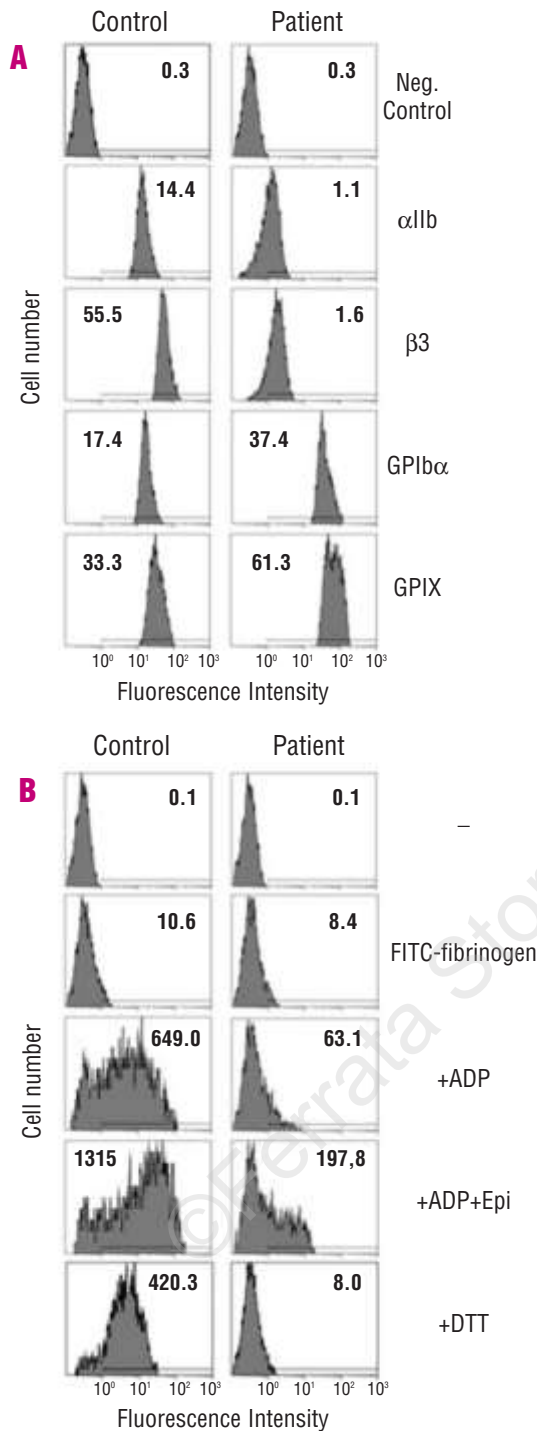 Control Patient
A
0.3 0.3 Neg. Control
14.4 1.1 αIIb
55.5 1.6 β3
17.4 37.4 GPIbα
33.3 61.3 GPIX
Cell number
10⁰ 10¹ 10² 10³ 10⁰ 10¹ 10² 10³
Fluorescence Intensity
Control Patient
B
0.1 0.1 –
10.6 8.4 FITC-fibrinogen
649.0 63.1 +ADP
1315 197,8 +ADP+Epi
420.3 8.0 +DTT
Cell number
10⁰ 10¹ 10² 10³ 10⁰ 10¹ 10² 10³
Fluorescence Intensity
©Ferrata Stor